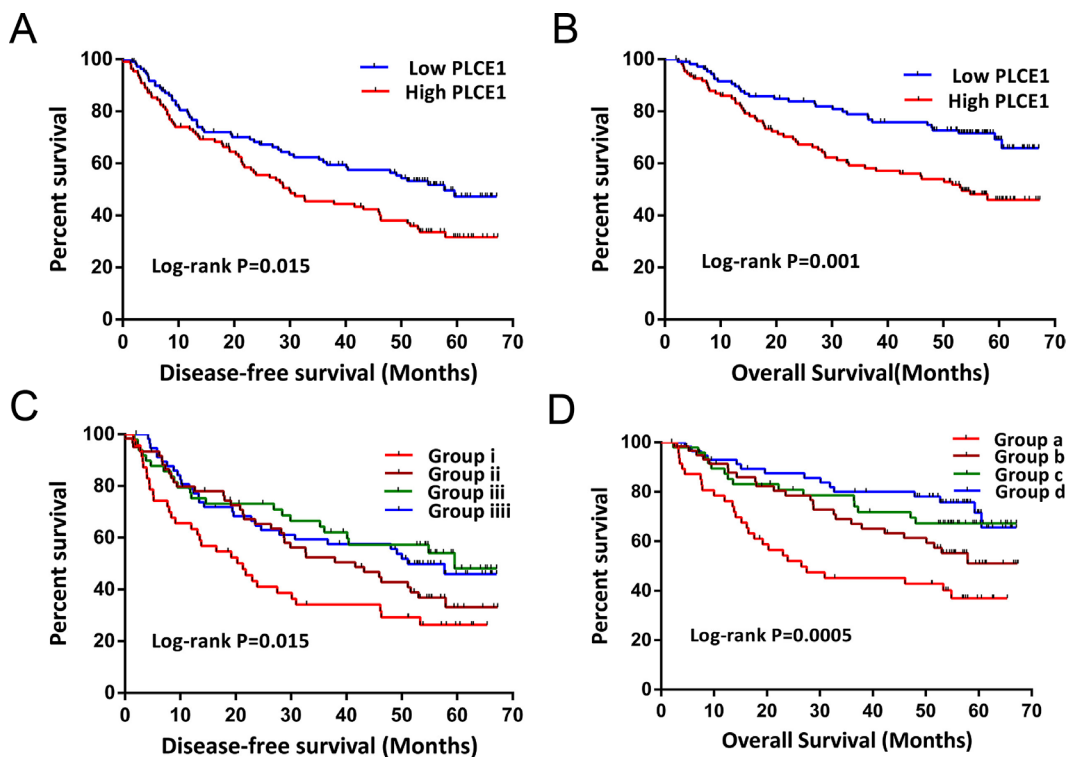 A
Percent survival
100
80
60
40
20
0
Low PLCE1
High PLCE1
Log-rank P=0.015
0 10 20 30 40 50 60 70
Disease-free survival (Months)
B
Percent survival
100
80
60
40
20
0
Low PLCE1
High PLCE1
Log-rank P=0.001
0 10 20 30 40 50 60 70
Overall Survival(Months)
C
Percent survival
100
80
60
40
20
0
Group i
Group ii
Group iii
Group iiii
Log-rank P=0.015
0 10 20 30 40 50 60 70
Disease-free survival (Months)
D
Percent survival
100
80
60
40
20
0
Group a
Group b
Group c
Group d
Log-rank P=0.0005
0 10 20 30 40 50 60 70
Overall Survival (Months)